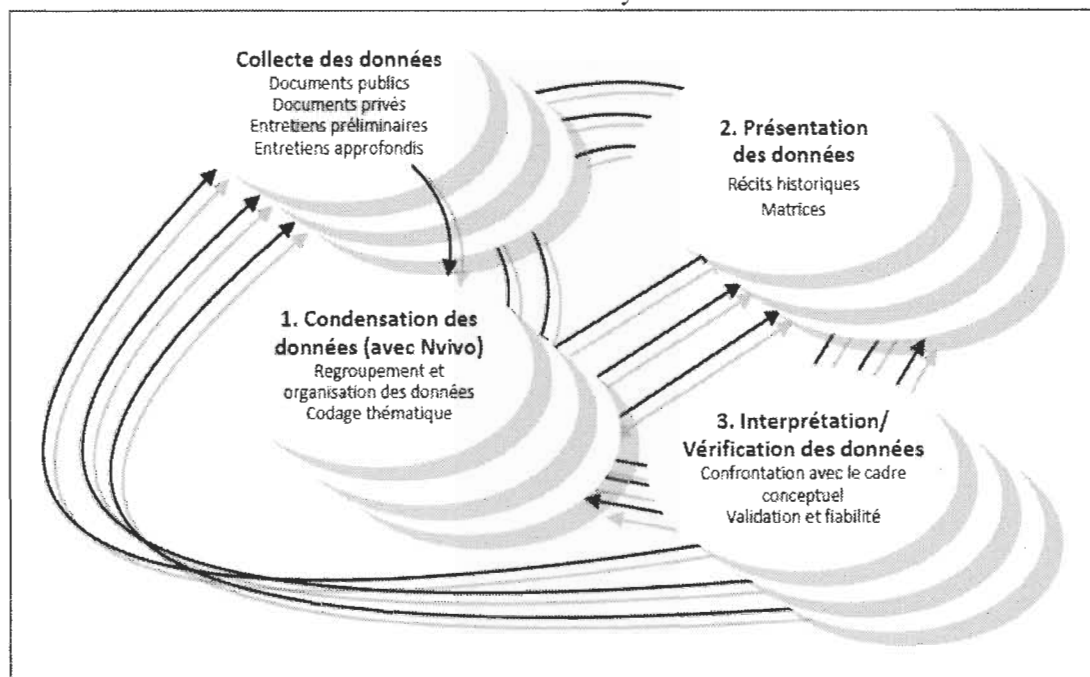 Collecte des données
Documents publics
Documents privés
Entretiens préliminaires
Entretiens approfondis
2. Présentation
des données
Récits historiques
Matrices
1. Condensation des
données (avec Nvivo)
Regroupement et
organisation des données
Codage thématique
3. Interprétation/
Vérification des données
Confrontation avec le cadre
conceptuel
Validation et fiabilité